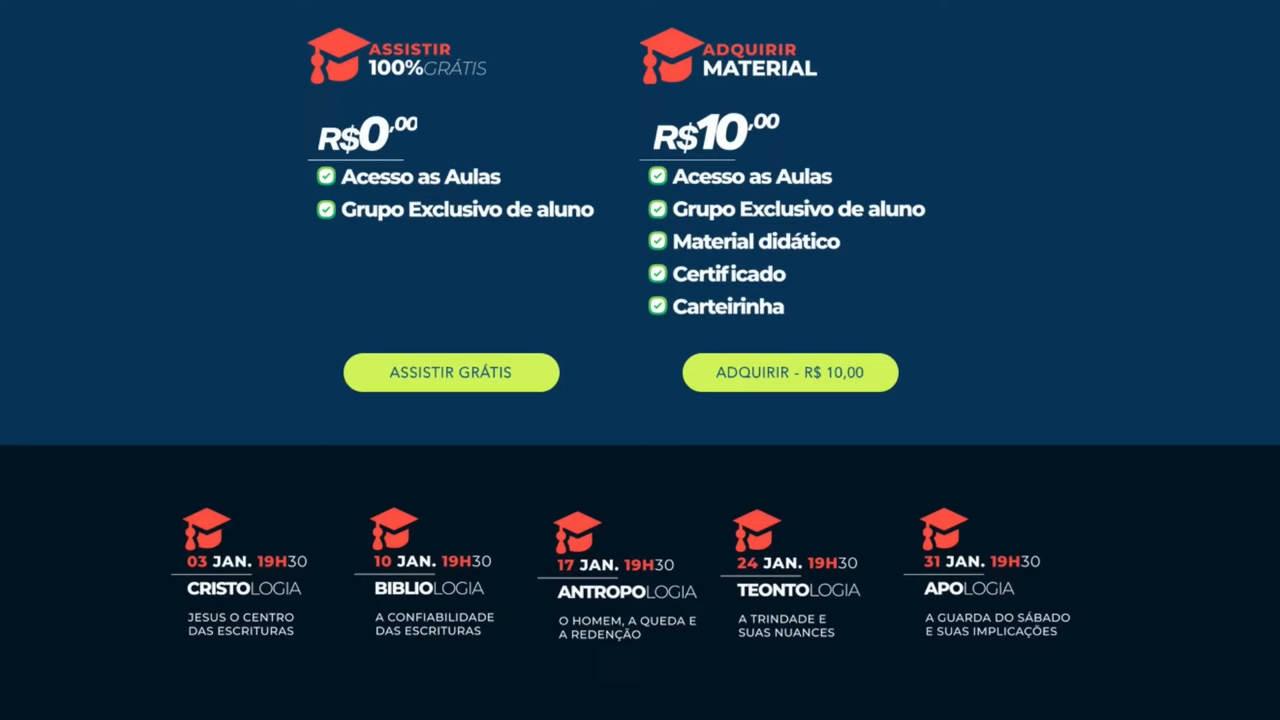 ASSISTIR
100%GRÁTIS
R$0,00
Acesso as Aulas
Grupo Exclusivo de aluno
ASSISTIR GRÁTIS
ADQUIRIR
MATERIAL
R$10,00
Acesso as Aulas
Grupo Exclusivo de aluno
Material didático
Certificado
Carteirinha
ADQUIRIR - R$ 10,00
03 JAN. 19H30
CRISTOLOGIA
JESUS O CENTRO
DAS ESCRITURAS
10 JAN. 19H30
BIBLIOLOGIA
A CONFIABILIDADE
DAS ESCRITURAS
17 JAN. 19H30
ANTROPOLOGIA
O HOMEM, A QUEDA E
A REDENÇÃO
24 JAN. 19H30
TEONTOLOGIA
A TRINDADE E
SUAS NUANCES
31 JAN. 19H30
APOLOGIA
A GUARDA DO SÁBADO
E SUAS IMPLICAÇÕES